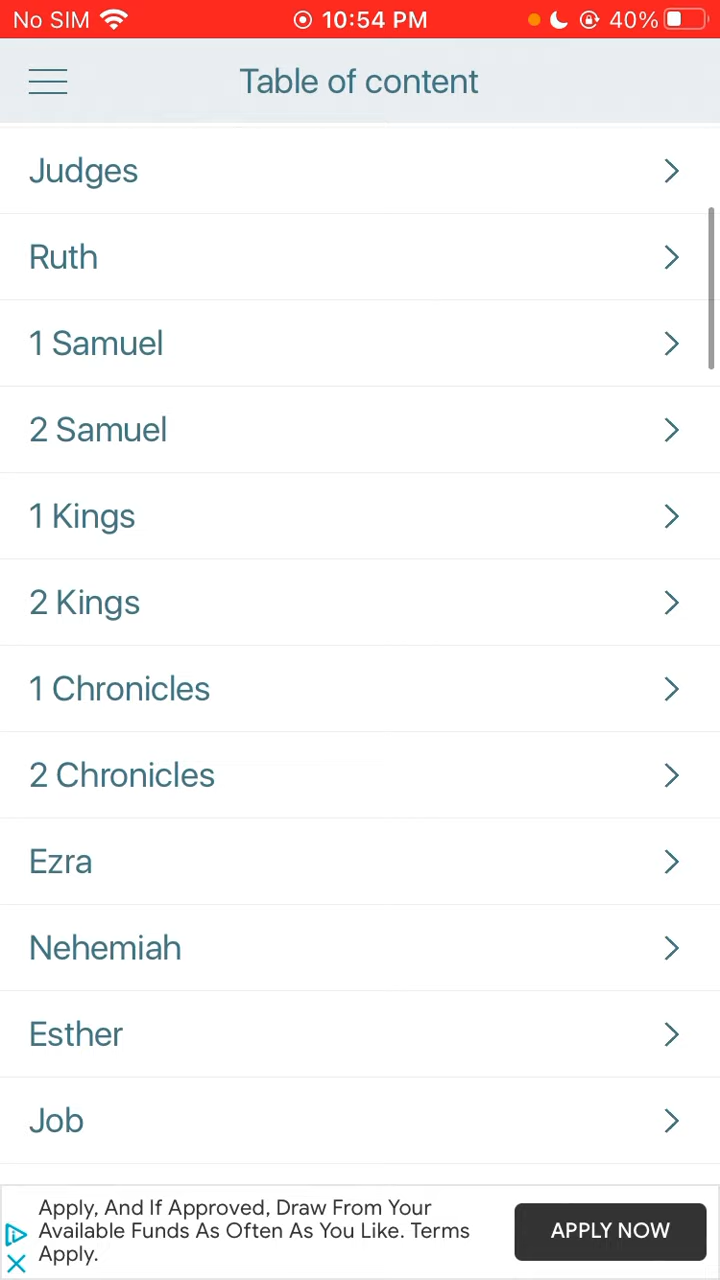 No SIM 10:54 PM 40%
Table of content
Judges
Ruth
1 Samuel
2 Samuel
1 Kings
2 Kings
1 Chronicles
2 Chronicles
Ezra
Nehemiah
Esther
Job
Apply, And If Approved, Draw From Your
Available Funds As Often As You Like. Terms
Apply.
APPLY NOW